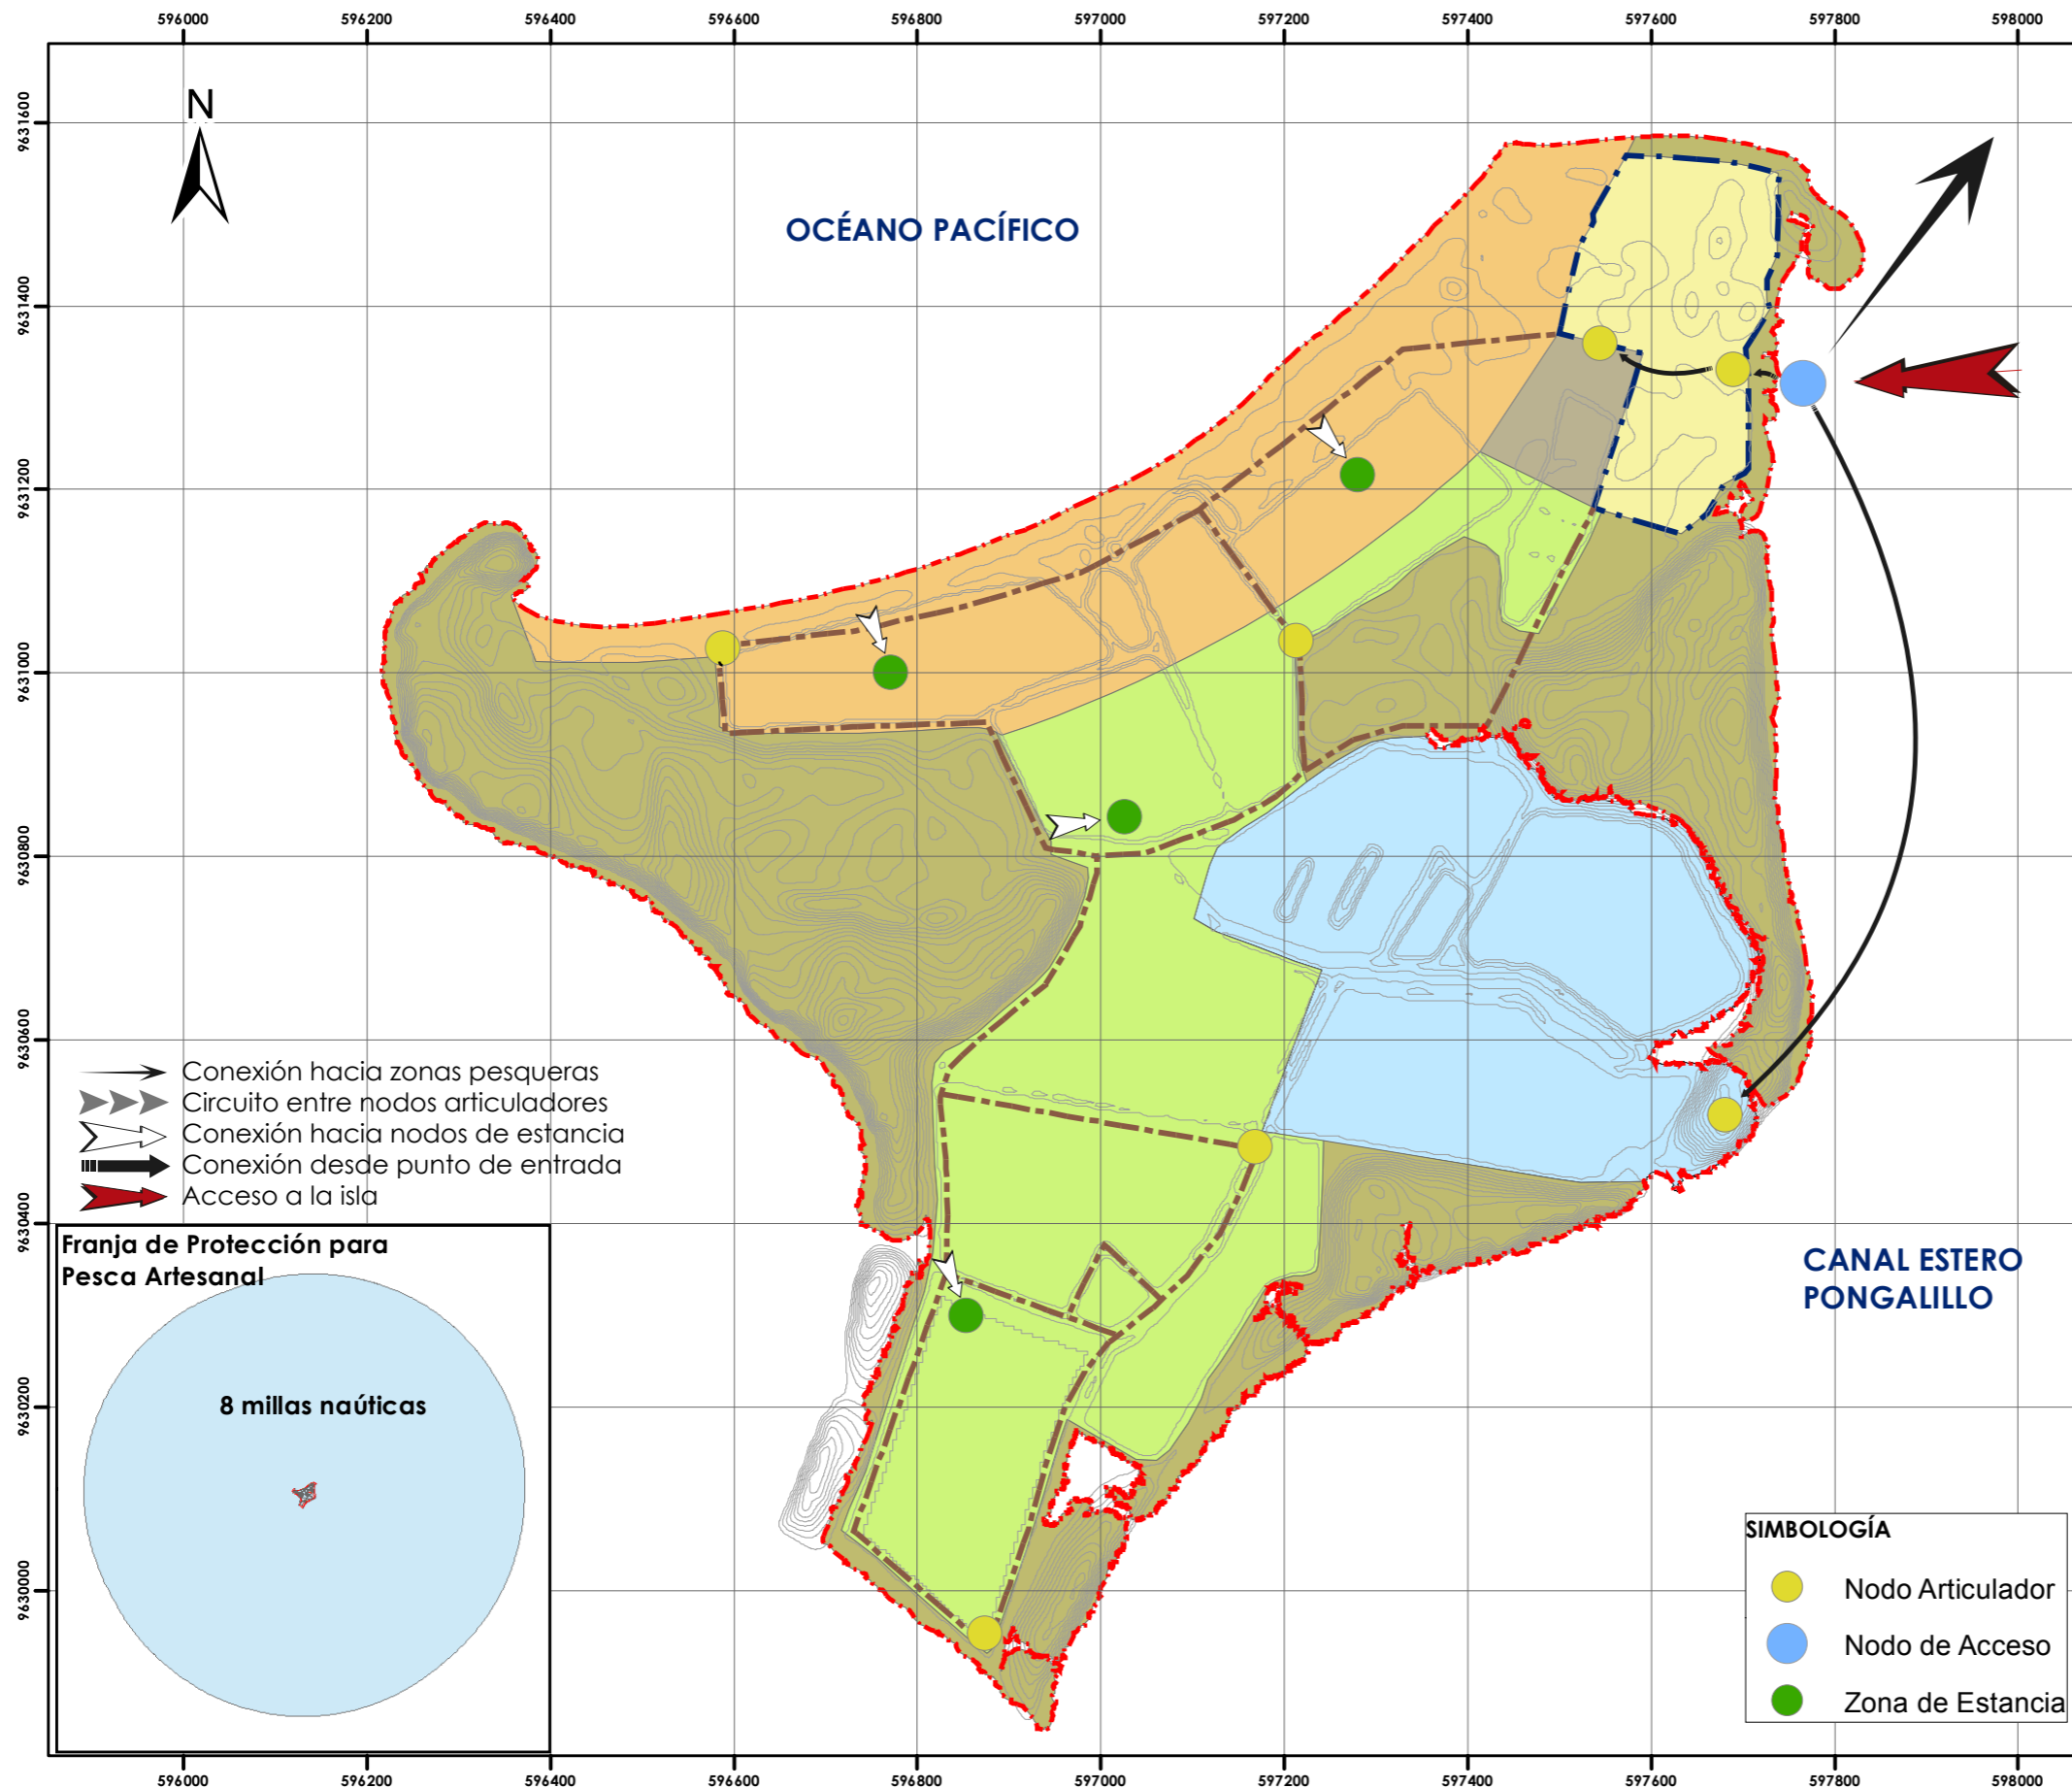 596000 596200 596400 596600 596800 597000 597200 597400 597600 597800 598000
9631600
9631400
9631200
9631000
9630800
9630600
9630400
9630200
9630000
N
OCÉANO PACÍFICO
Conexión hacia zonas pesqueras
Circuito entre nodos articuladores
Conexión hacia nodos de estancia
Conexión desde punto de entrada
Acceso a la isla
Franja de Protección para
Pesca Artesanal
8 millas naúticas
CANAL ESTERO
PONGALILLO
SIMBOLOGÍA
Nodo Articulador
Nodo de Acceso
Zona de Estancia
596000 596200 596400 596600 596800 597000 597200 597400 597600 597800 598000